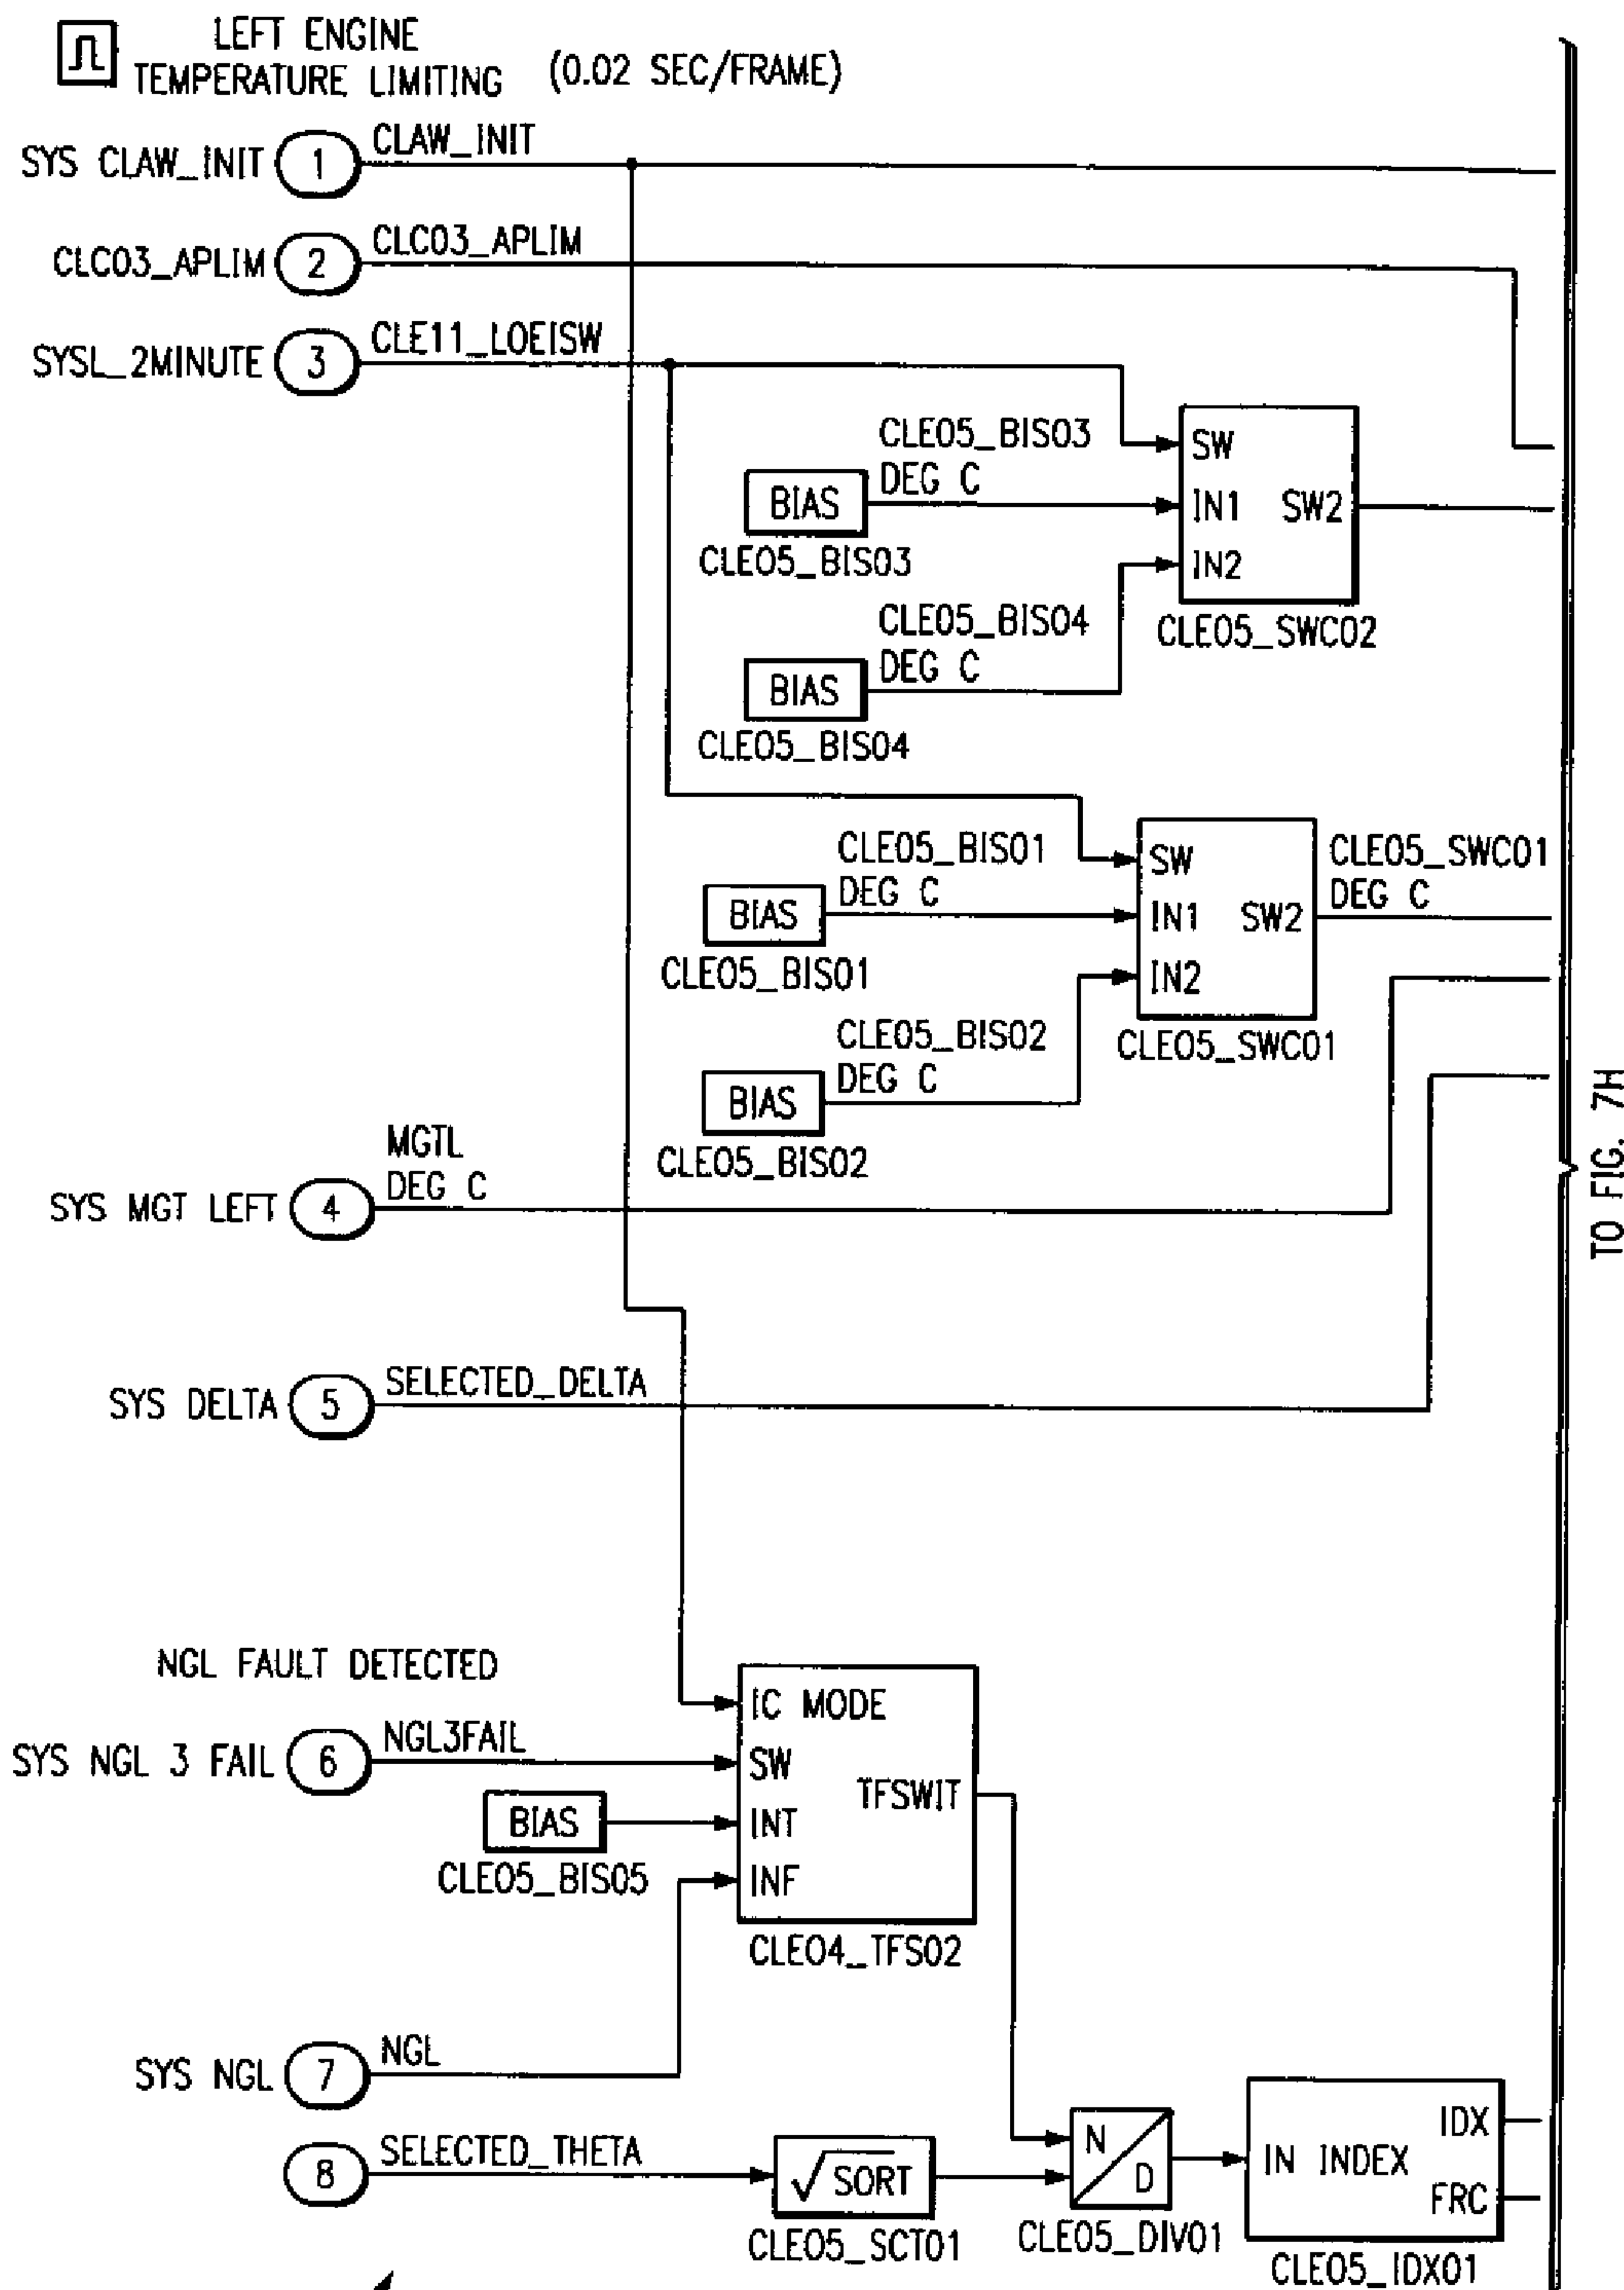 LEFT ENGINE
TEMPERATURE LIMITING (0.02 SEC/FRAME)
SYS CLAW_INIT 1 CLAW_INIT
CLC03_APLIM 2 CLC03_APLIM
SYSL_2MINUTE 3 CLE11_LOEISW
CLE05_BIS03
DEG C
BIAS
CLE05_BIS03
SW
IN1 SW2
IN2
CLE05_SWC02
CLE05_BIS04
DEG C
BIAS
CLE05_BIS04
CLE05_BIS01
DEG C
BIAS
CLE05_BIS01
SW
IN1 SW2
IN2
CLE05_SWC01
CLE05_SWC01
DEG C
CLE05_BIS02
DEG C
BIAS
CLE05_BIS02
TO FIG. 7H
MGTL
DEG C
SYS MGT LEFT 4
SYS DELTA 5 SELECTED_DELTA
NGL FAULT DETECTED
SYS NGL 3 FAIL 6 NGL3FAIL
BIAS
CLE05_BIS05
IC MODE
SW
TFSWIT
INT
INF
CLE04_TFS02
SYS NGL 7 NGL
8 SELECTED_THETA
√SORT
CLE05_SCT01
N
D
CLE05_DIV01
IDX
IN INDEX
FRC
CLE05_IDX01